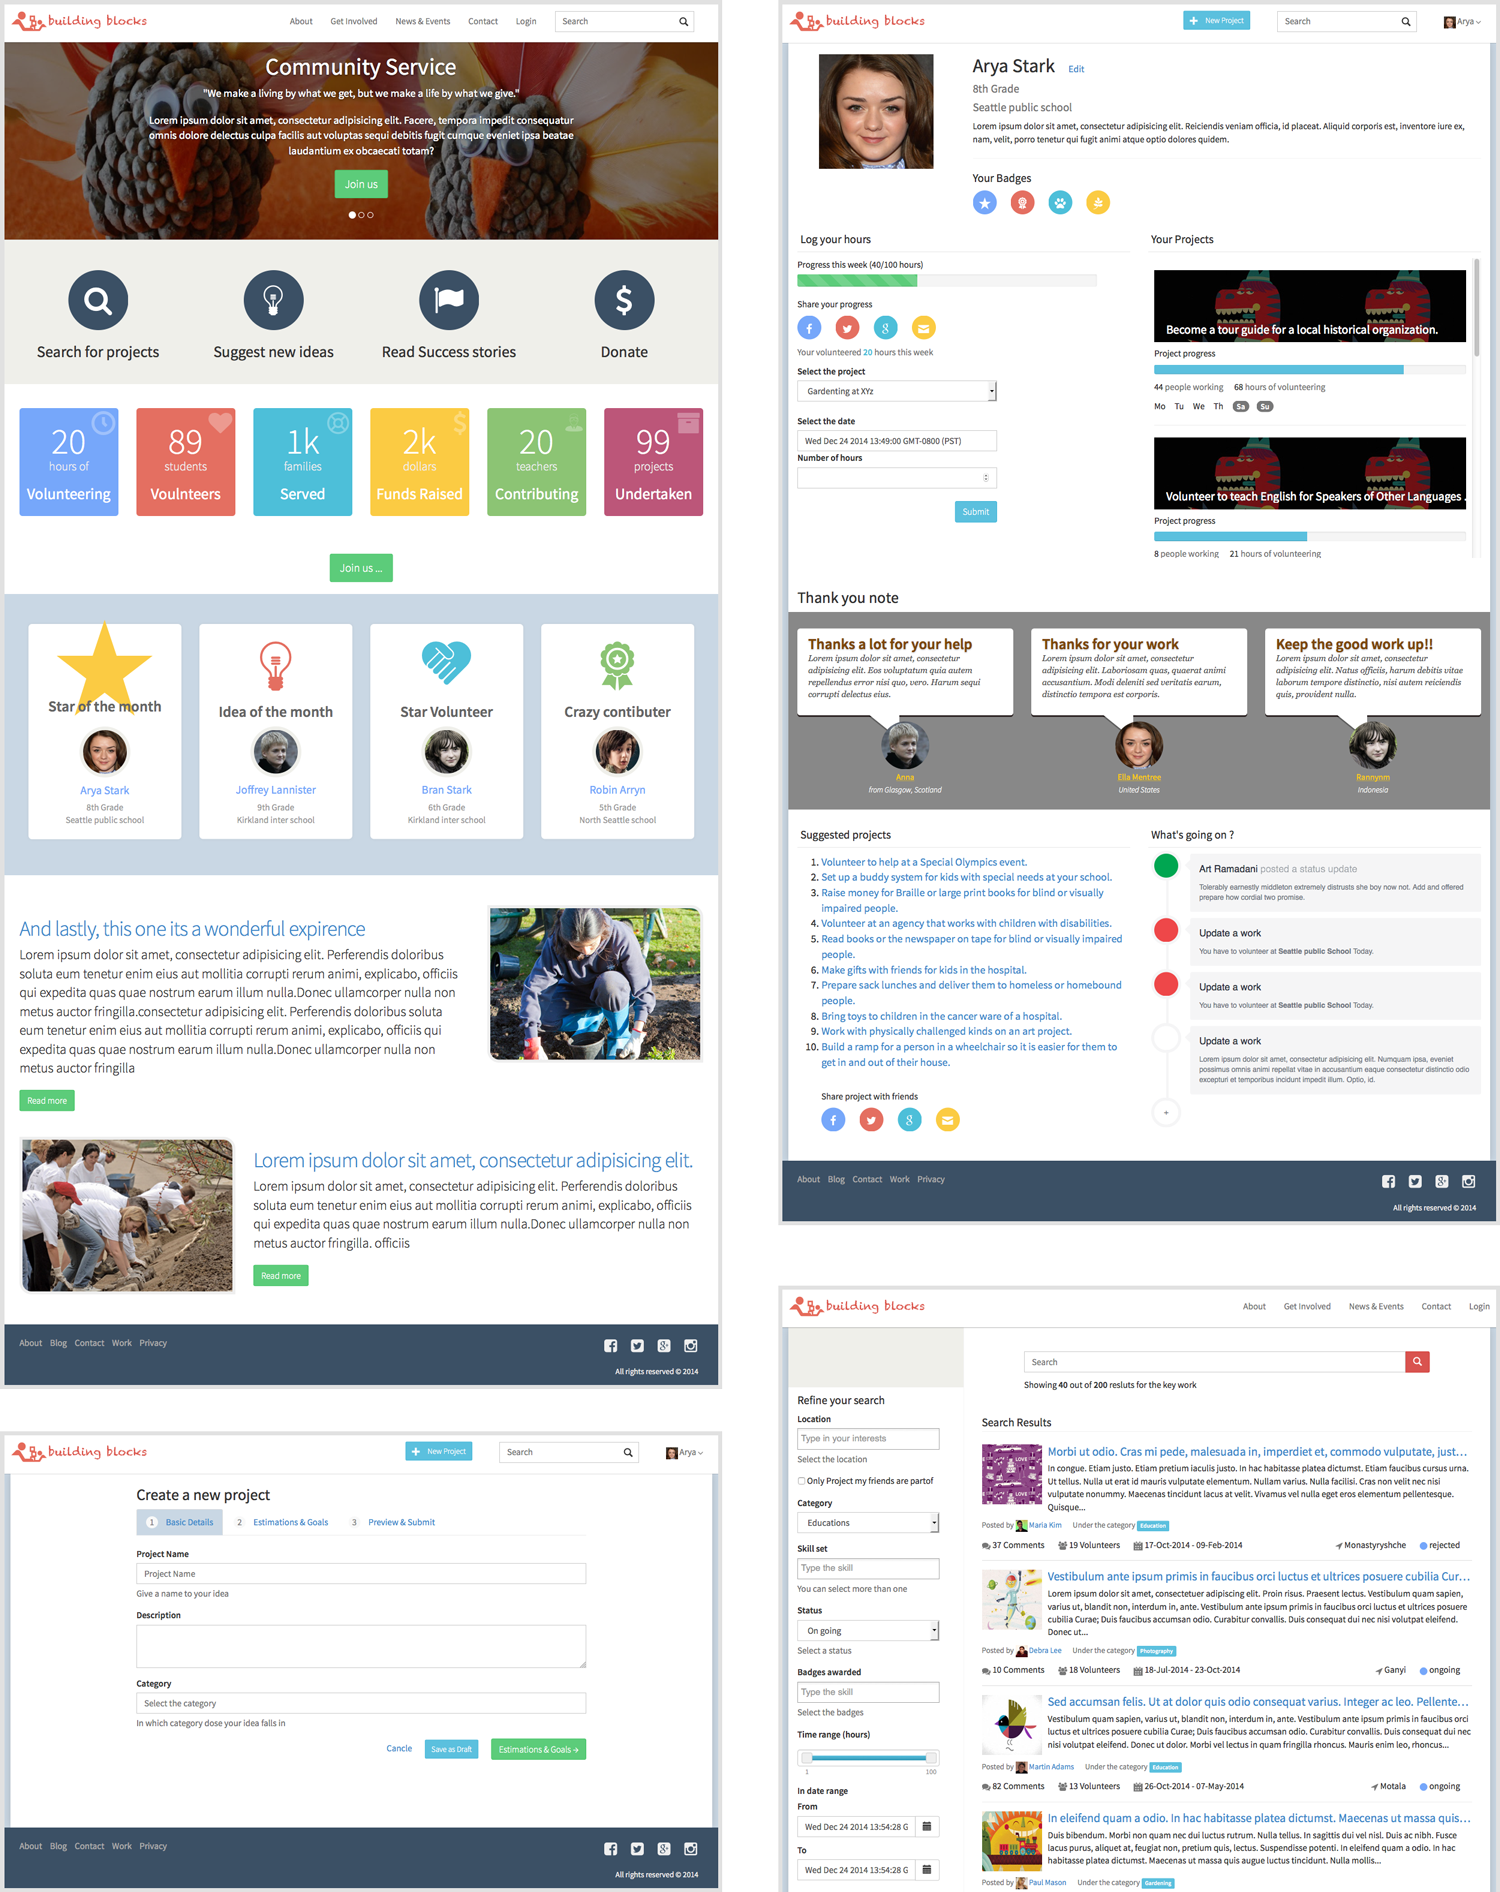 building blocks
About Get Involved News & Events Contact Login Search
Community Service
"We make a living by what we get, but we make a life by what we give."
Lorem ipsum dolor sit amet, consectetur adipisicing elit. Facere, tempora impedit consequatur
omnis dolore delectus culpa facilis aut voluptas sequi debitis fugit cumque eveniet ipsa beatae
laudantium ex obcaecati totam?
Join us
Search for projects Suggest new ideas Read Success stories Donate
$
20 89 1k 2k 20 99
hours of students families dollars teachers projects
Volunteering Voulnteers Served Funds Raised Contributing Undertaken
Join us ...
Star of the month Idea of the month Star Volunteer Crazy contibuter
Arya Stark Joffrey Lannister Bran Stark Robin Arryn
8th Grade 9th Grade 6th Grade 5th Grade
Seattle public school Kirkland inter school Kirkland inter school North Seattle school
And lastly, this one its a wonderful expirence
Lorem ipsum dolor sit amet, consectetur adipisicing elit. Perferendis doloribus
soluta eum tenetur enim eius aut mollitia corrupti rerum animi, explicabo, officiis
qui expedita quas quae nostrum earum illum nulla.Donec ullamcorper nulla non
metus auctor fringilla.consectetur adipisicing elit. Perferendis doloribus soluta
eum tenetur enim eius aut mollitia corrupti rerum animi, explicabo, officiis qui
expedita quas quae nostrum earum illum nulla.Donec ullamcorper nulla non
metus auctor fringilla
Read more
Lorem ipsum dolor sit amet, consectetur adipisicing elit.
Lorem ipsum dolor sit amet, consectetur adipisicing elit. Perferendis doloribus
soluta eum tenetur enim eius aut mollitia corrupti rerum animi, explicabo, officiis
qui expedita quas quae nostrum earum illum nulla.Donec ullamcorper nulla non
metus auctor fringilla. officiis
Read more
About Blog Contact Work Privacy
All rights reserved © 2014
building blocks
New Project Search Arya
Create a new project
1 Basic Details 2 Estimations & Goals 3 Preview & Submit
Project Name
Project Name
Give a name to your idea
Description
Category
Select the category
In which category dose your idea falls in
Cancle Save as Draft Estimations & Goals
About Blog Contact Work Privacy
All rights reserved © 2014
building blocks
New Project Search Arya
Arya Stark Edit
8th Grade
Seattle public school
Lorem ipsum dolor sit amet, consectetur adipisicing elit. Reiciendis veniam officia, id placeat. Aliquid corporis est, inventore iure ex,
nam, velit, porro tenetur qui fugit animi atque optio dolores quidem.
Your Badges
Log your hours
Progress this week (40/100 hours)
Share your progress
Your volunteered 20 hours this week
Select the project
Gardenting at XYz
Select the date
Wed Dec 24 2014 13:49:00 GMT-0800 (PST)
Number of hours
Submit
Your Projects
Become a tour guide for a local historical organization.
Project progress
44 people working 68 hours of volunteering
Mo Tu We Th Sa Su
Volunteer to teach English for Speakers of Other Languages .
Project progress
8 people working 21 hours of volunteering
Thank you note
Thanks a lot for your help
Lorem ipsum dolor sit amet, consectetur
adipisicing elit. Eos voluptatum quia autem
repellendus error nisi quo, vero. Harum sequi
corrupti delectus eius.
Anna
from Glasgow, Scotland
Thanks for your work
Lorem ipsum dolor sit amet, consectetur
adipisicing elit. Laboriosam quas, quaerat animi
accusantium. Modi deleniti sed veritatis earum,
distinctio tempora est corporis.
Ella Mentree
United States
Keep the good work up!!
Lorem ipsum dolor sit amet, consectetur
adipisicing elit. Natus officiis, harum debitis vitae
laborum tempore distinctio, nisi autem reiciendis
quis, provident nulla.
Rannynm
Indonesia
Suggested projects
1. Volunteer to help at a Special Olympics event.
2. Set up a buddy system for kids with special needs at your school.
3. Raise money for Braille or large print books for blind or visually
impaired people.
4. Volunteer at an agency that works with children with disabilities.
5. Read books or the newspaper on tape for blind or visually impaired
people.
6. Make gifts with friends for kids in the hospital.
7. Prepare sack lunches and deliver them to homeless or homebound
people.
8. Bring toys to children in the cancer ware of a hospital.
9. Work with physically challenged kinds on an art project.
10. Build a ramp for a person in a wheelchair so it is easier for them to
get in and out of their house.
Share project with friends
What's going on ?
Art Ramadani posted a status update
Tolerably earnestly middleton extremely distrusts she boy now not. Add and offered
prepare how cordial two promise.
Update a work
You have to volunteer at Seattle public School Today.
Update a work
You have to volunteer at Seattle public School Today.
Update a work
Lorem ipsum dolor sit amet, consectetur adipisicing elit. Numquam ipsa, eveniet
possimus omnis animi repellat vitae in accusantium eaque consectetur distinctio odio
excepturi et temporibus incidunt impedit illum. Optio, id.
+
About Blog Contact Work Privacy
All rights reserved © 2014
building blocks
About Get Involved News & Events Contact Login
Refine your search
Location
Type in your interests
Select the location
Only Project my friends are partof
Category
Educations
Skill set
Type the skill
You can select more than one
Status
On going
Select a status
Badges awarded
Type the skill
Select the badges
Time range (hours)
1 100
In date range
From
Wed Dec 24 2014 13:54:28 G
To
Wed Dec 24 2014 13:54:28 G
Search
Showing 40 out of 200 resluts for the key work
Search Results
Morbi ut odio. Cras mi pede, malesuada in, imperdiet et, commodo vulputate, just...
In congue. Etiam justo. Etiam pretium iaculis justo. In hac habitasse platea dictumst. Etiam faucibus cursus urna.
Ut tellus. Nulla ut erat id mauris vulputate elementum. Nullam varius. Nulla facilisi. Cras non velit nec nisi
vulputate nonummy. Maecenas tincidunt lacus at velit. Vivamus vel nulla eget eros elementum pellentesque.
Quisque...
Posted by Maria Kim Under the category Education
37 Comments 19 Volunteers 17-Oct-2014 - 09-Feb-2014 Monastyryshche rejected
Vestibulum ante ipsum primis in faucibus orci luctus et ultrices posuere cubilia Cur...
Lorem ipsum dolor sit amet, consectetuer adipiscing elit. Proin risus. Praesent lectus. Vestibulum quam sapien,
varius ut, blandit non, interdum in, ante. Vestibulum ante ipsum primis in faucibus orci luctus et ultrices posuere
cubilia Curae; Duis faucibus accumsan odio. Curabitur convallis. Duis consequat dui nec nisi volutpat eleifend.
Donec ut...
Posted by Debra Lee Under the category Photography
10 Comments 18 Volunteers 18-Jul-2014 - 23-Oct-2014 Ganyi ongoing
Sed accumsan felis. Ut at dolor quis odio consequat varius. Integer ac leo. Pellente...
Vestibulum quam sapien, varius ut, blandit non, interdum in, ante. Vestibulum ante ipsum primis in faucibus orci
luctus et ultrices posuere cubilia Curae; Duis faucibus accumsan odio. Curabitur convallis. Duis consequat dui nec
nisi volutpat eleifend. Donec ut dolor. Morbi vel lectus in quam fringilla rhoncus. Mauris enim leo, rhoncus...
Posted by Martin Adams Under the category Education
82 Comments 13 Volunteers 26-Oct-2014 - 07-May-2014 Motala ongoing
In eleifend quam a odio. In hac habitasse platea dictumst. Maecenas ut massa quis...
Duis bibendum. Morbi non quam nec dui luctus rutrum. Nulla tellus. In sagittis dui vel nisl. Duis ac nibh. Fusce
lacus purus, aliquet at, feugiat non, pretium quis, lectus. Suspendisse potenti. In eleifend quam a odio. In hac
habitasse platea dictumst. Maecenas ut massa quis augue luctus tincidunt. Nulla mollis...
Posted by Paul Mason Under the category Gardening